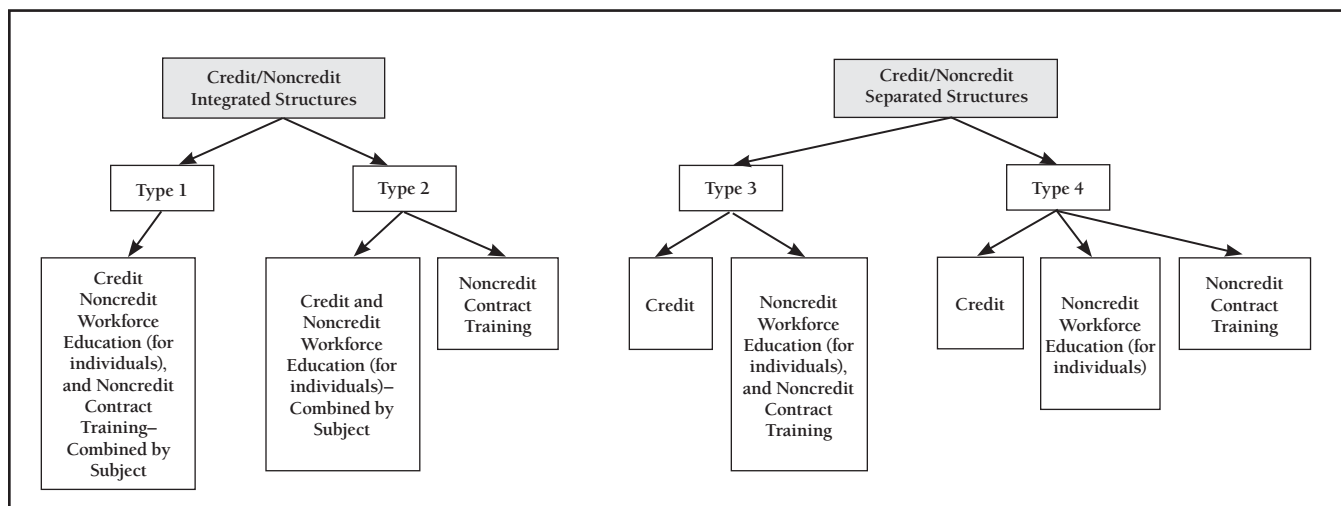 Credit/Noncredit
Integrated Structures
Credit/Noncredit
Separated Structures
Type 1
Type 2
Type 3
Type 4
Credit
Noncredit
Workforce
Education (for
individuals),
and Noncredit
Contract
Training–
Combined by
Subject
Credit and
Noncredit
Workforce
Education (for
individuals)–
Combined by
Subject
Noncredit
Contract
Training
Credit
Noncredit
Workforce
Education (for
individuals),
and Noncredit
Contract
Training
Credit
Noncredit
Workforce
Education (for
individuals)
Noncredit
Contract
Training